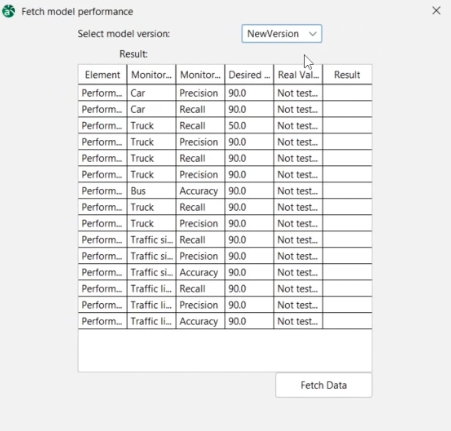 Fetch model performance
Select model version: NewVersion
Result:
Element Monitor... Monitor... Desired ... Real Val... Result
Perform... Car Precision 90.0 Not test...
Perform... Car Recall 90.0 Not test...
Perform... Truck Recall 50.0 Not test...
Perform... Truck Precision 90.0 Not test...
Perform... Truck Recall 90.0 Not test...
Perform... Truck Precision 90.0 Not test...
Perform... Bus Accuracy 90.0 Not test...
Perform... Truck Recall 90.0 Not test...
Perform... Truck Precision 90.0 Not test...
Perform... Traffic si... Recall 90.0 Not test...
Perform... Traffic si... Precision 90.0 Not test...
Perform... Traffic si... Accuracy 90.0 Not test...
Perform... Traffic li... Recall 90.0 Not test...
Perform... Traffic li... Precision 90.0 Not test...
Perform... Traffic li... Accuracy 90.0 Not test...
Fetch Data